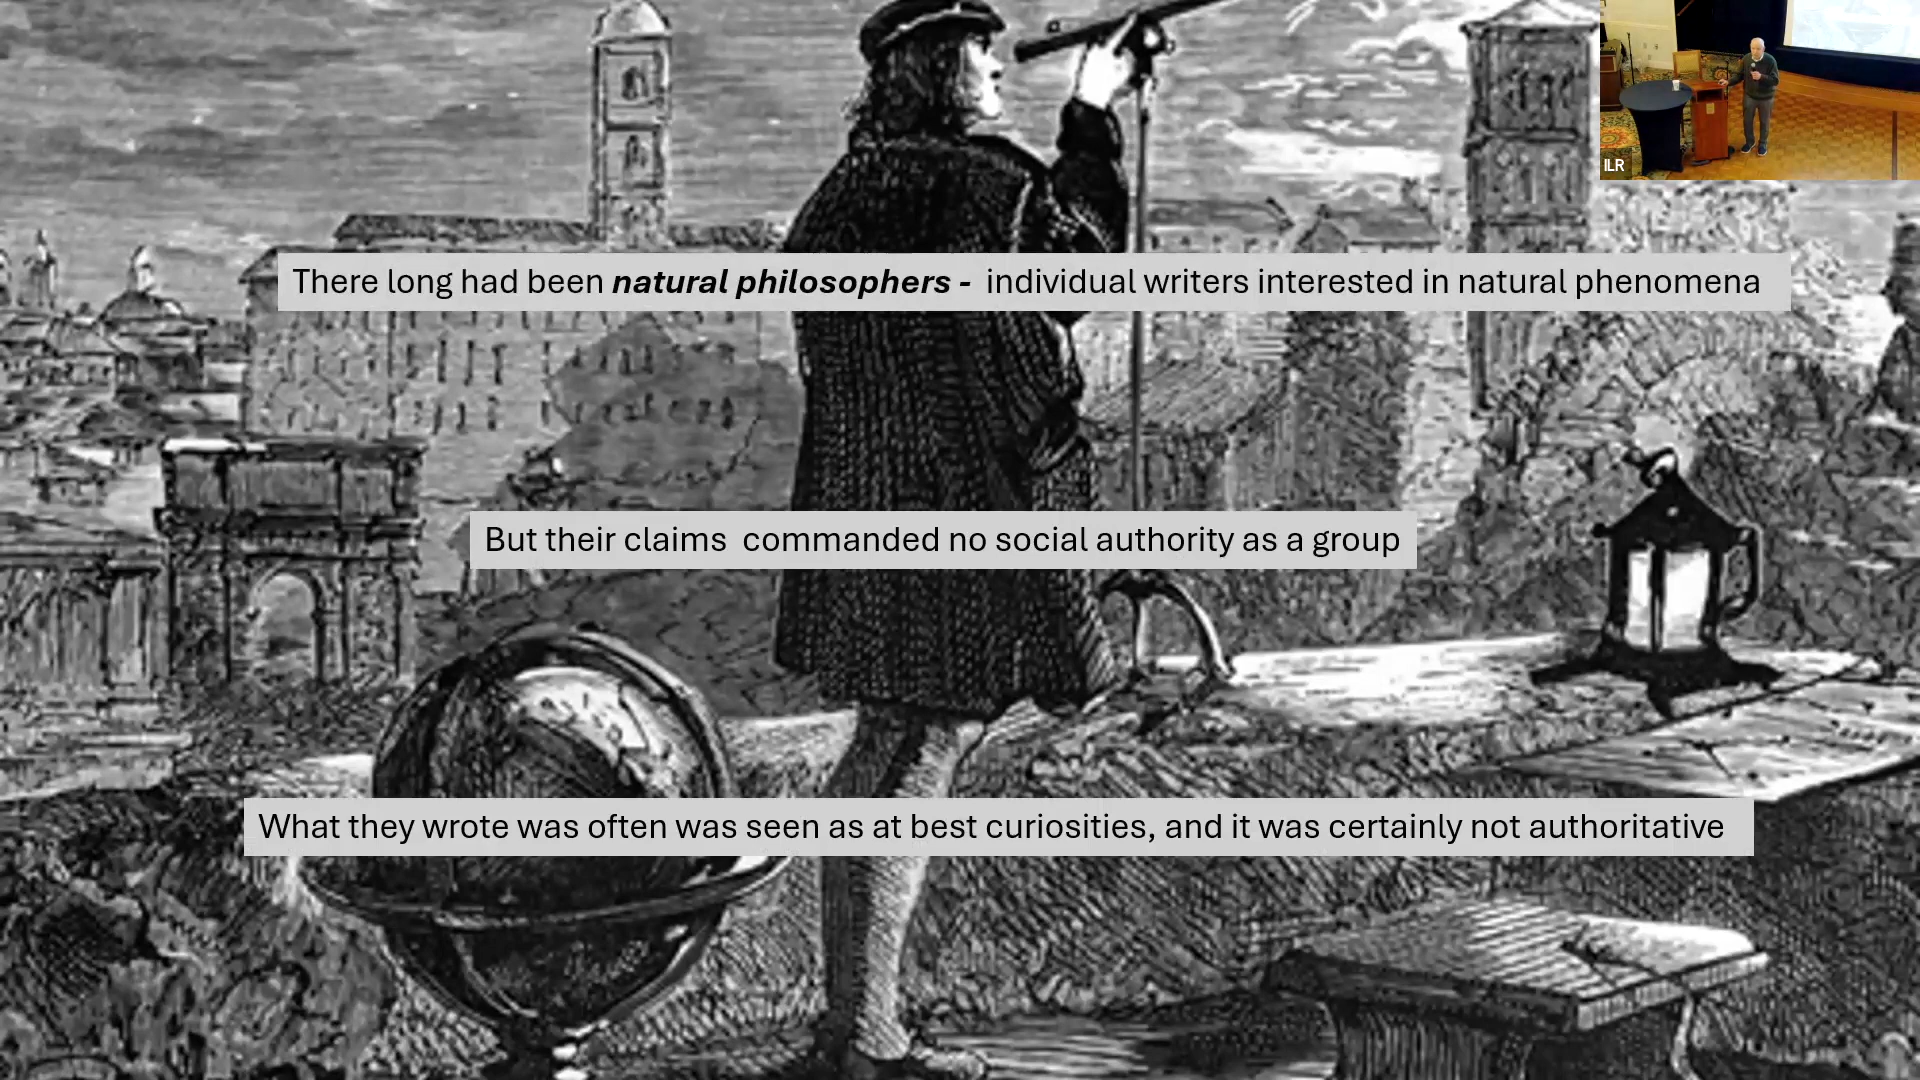 ILR
There long had been natural philosophers - individual writers interested in natural phenomena
But their claims commanded no social authority as a group
What they wrote was often was seen as at best curiosities, and it was certainly not authoritative